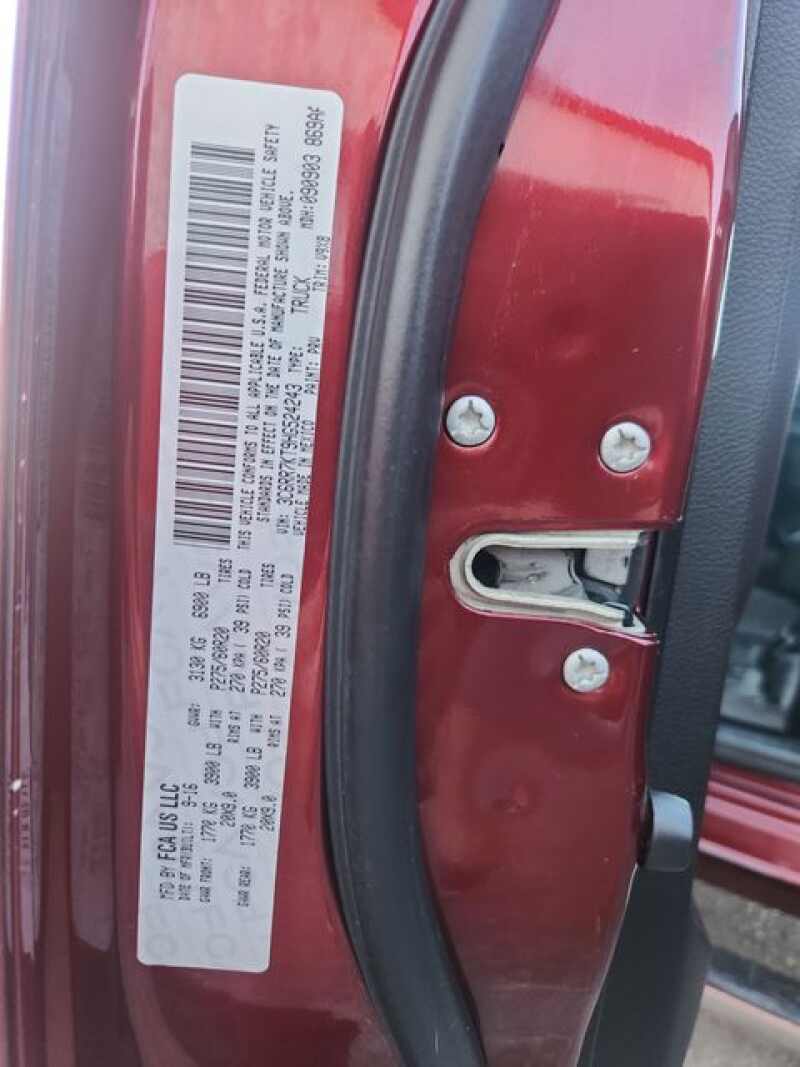 MFD BY FCA US LLC
DATE OF MFR(BUILT): 9-16 GVWR: 3130 KG 6900 LB
GAWR FRONT: 1770 KG 3900 LB WITH P275/60R20 TIRES
20X9.0 RIMS AT 270 KPA( 39 PSI) COLD
GAWR REAR: 1770 KG 3900 LB WITH P275/60R20 TIRES
20X9.0 RIMS AT 270 KPA( 39 PSI) COLD
THIS VEHICLE CONFORMS TO ALL APPLICABLE U.S.A. FEDERAL MOTOR VEHICLE SAFETY
STANDARDS IN EFFECT ON THE DATE OF MANUFACTURE SHOWN ABOVE.
VIN: 3C6RR7KT9HG524243 TYPE: TRUCK MDH:090903 869AF
VEHICLE MADE IN MEXICO PAINT: PRV TRIM: V9X8